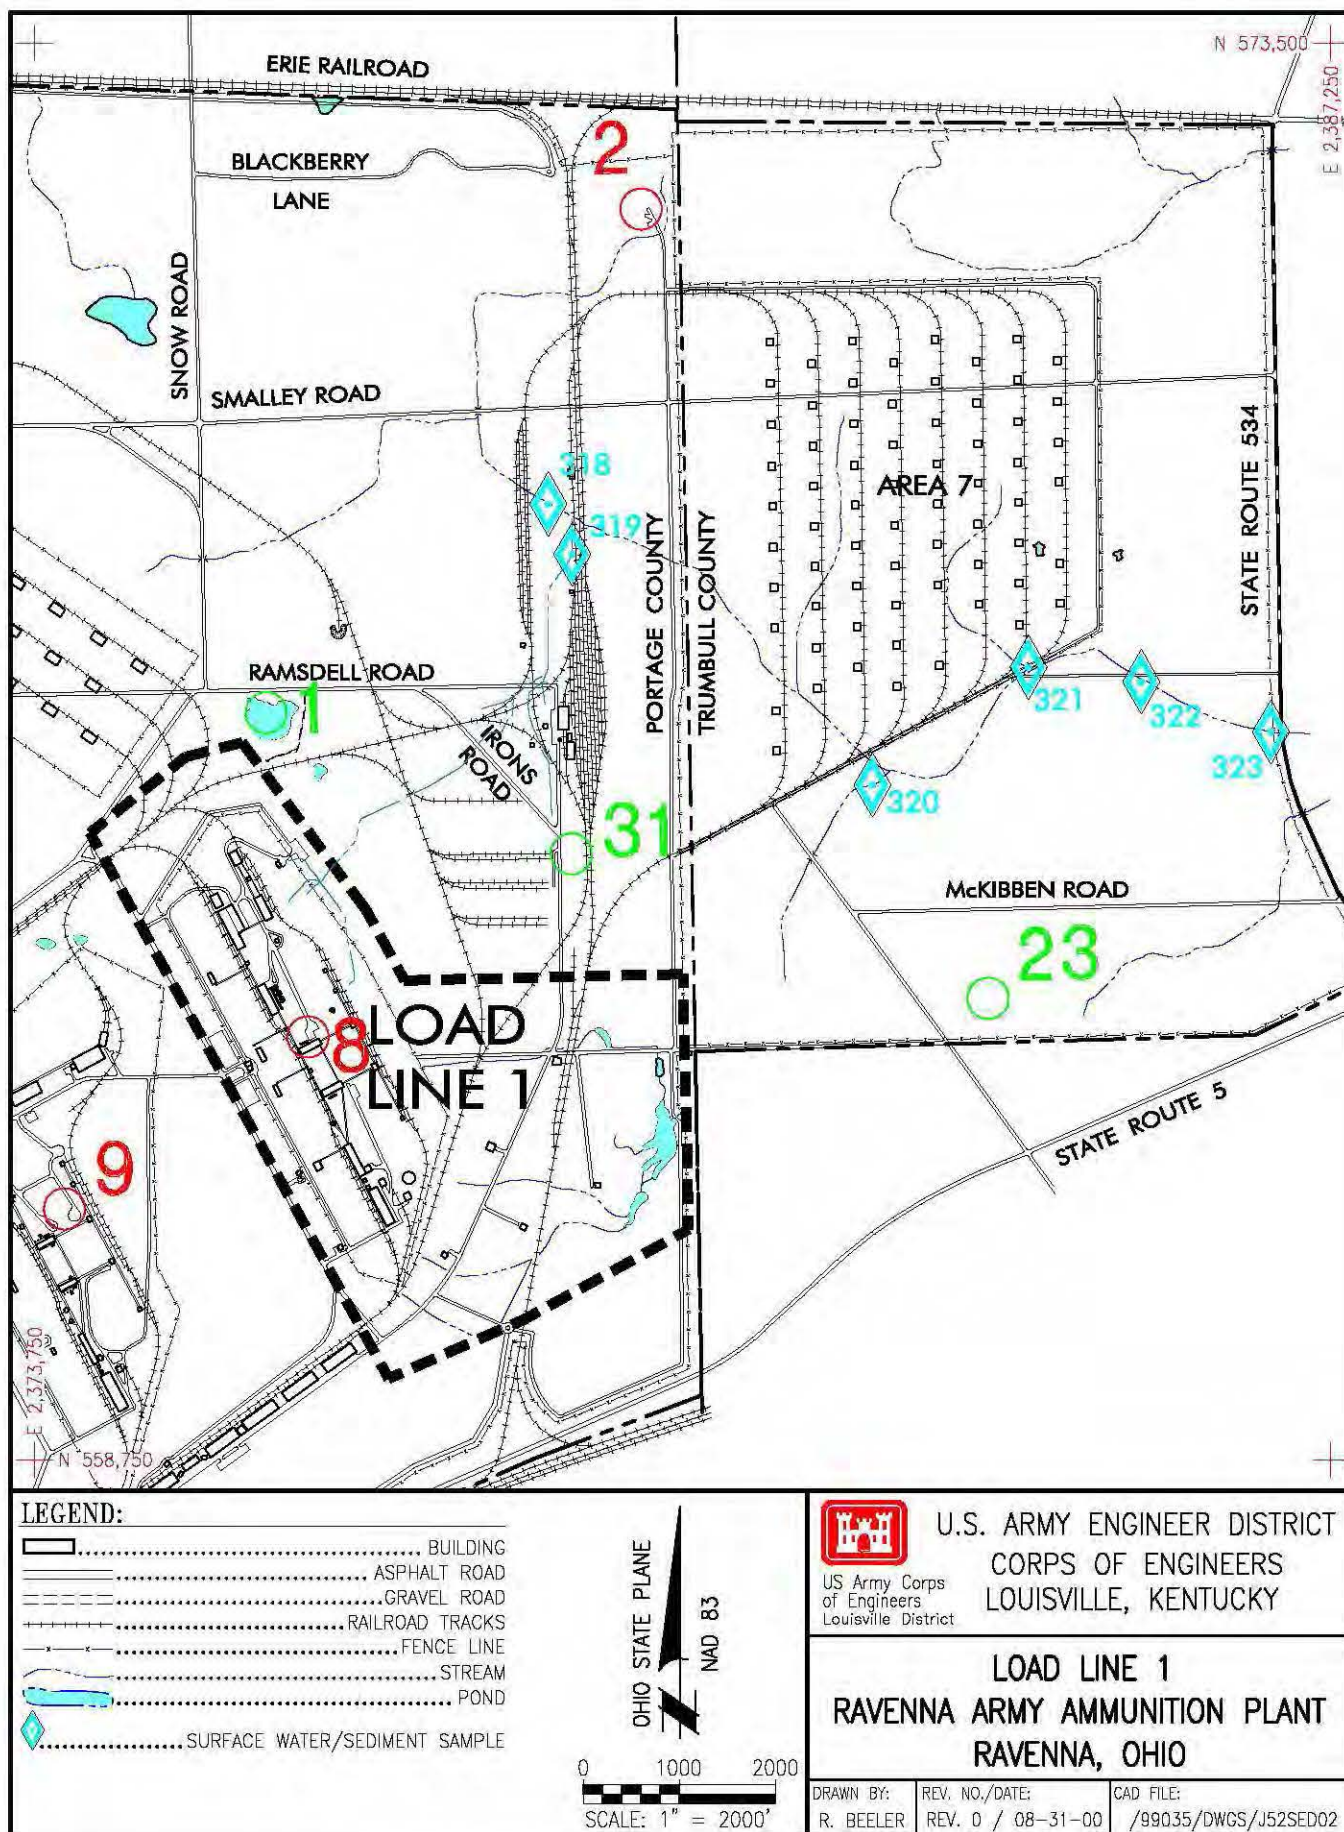 N 573,500
E 2,387,250
ERIE RAILROAD
2
BLACKBERRY
LANE
SNOW ROAD
SMALLEY ROAD
318
319
AREA 7
STATE ROUTE 534
PORTAGE COUNTY
TRUMBULL COUNTY
RAMSDELL ROAD
1
IRONS
ROAD
321
322
323
320
31
McKIBBEN ROAD
23
LOAD
LINE 1
8
9
STATE ROUTE 5
E 2,373,750
N 558,750
LEGEND:
BUILDING
ASPHALT ROAD
GRAVEL ROAD
RAILROAD TRACKS
FENCE LINE
STREAM
POND
SURFACE WATER/SEDIMENT SAMPLE
OHIO STATE PLANE
NAD 83
0 1000 2000
SCALE: 1" = 2000'
US Army Corps
of Engineers
Louisville District
U.S. ARMY ENGINEER DISTRICT
CORPS OF ENGINEERS
LOUISVILLE, KENTUCKY
LOAD LINE 1
RAVENNA ARMY AMMUNITION PLANT
RAVENNA, OHIO
DRAWN BY:
R. BEELER
REV. NO./DATE:
REV. 0 / 08-31-00
CAD FILE:
/99035/DWGS/J52SED02